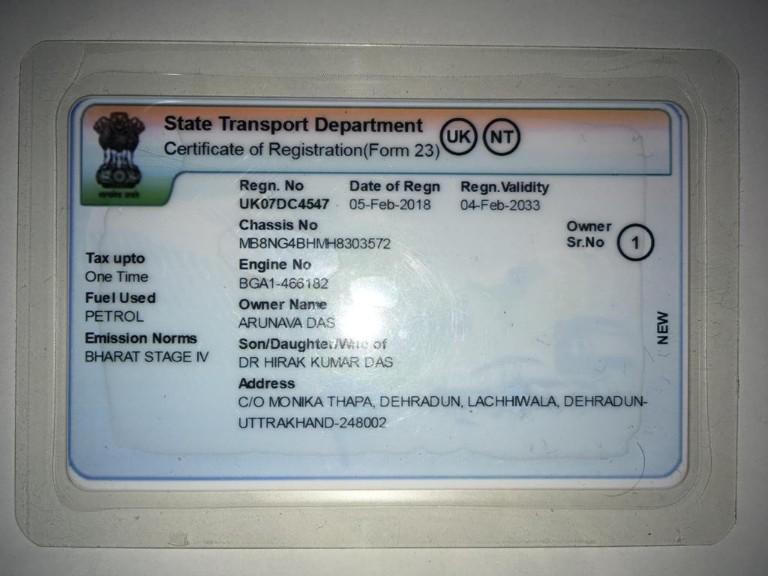 State Transport Department
Certificate of Registration(Form 23)
UK NT
Regn. No Date of Regn Regn.Validity
UK07DC4547 05-Feb-2018 04-Feb-2033
Chassis No
MB8NG4BHMH8303572
Owner
Sr.No 1
Tax upto
One Time
Engine No
BGA1-466182
Fuel Used
PETROL
Owner Name
ARUNAVA DAS
Emission Norms
BHARAT STAGE IV
Son/Daughter/Wife of
DR HIRAK KUMAR DAS
Address
C/O MONIKA THAPA, DEHRADUN, LACHHIWALA, DEHRADUN-
UTTRAKHAND-248002
NEW